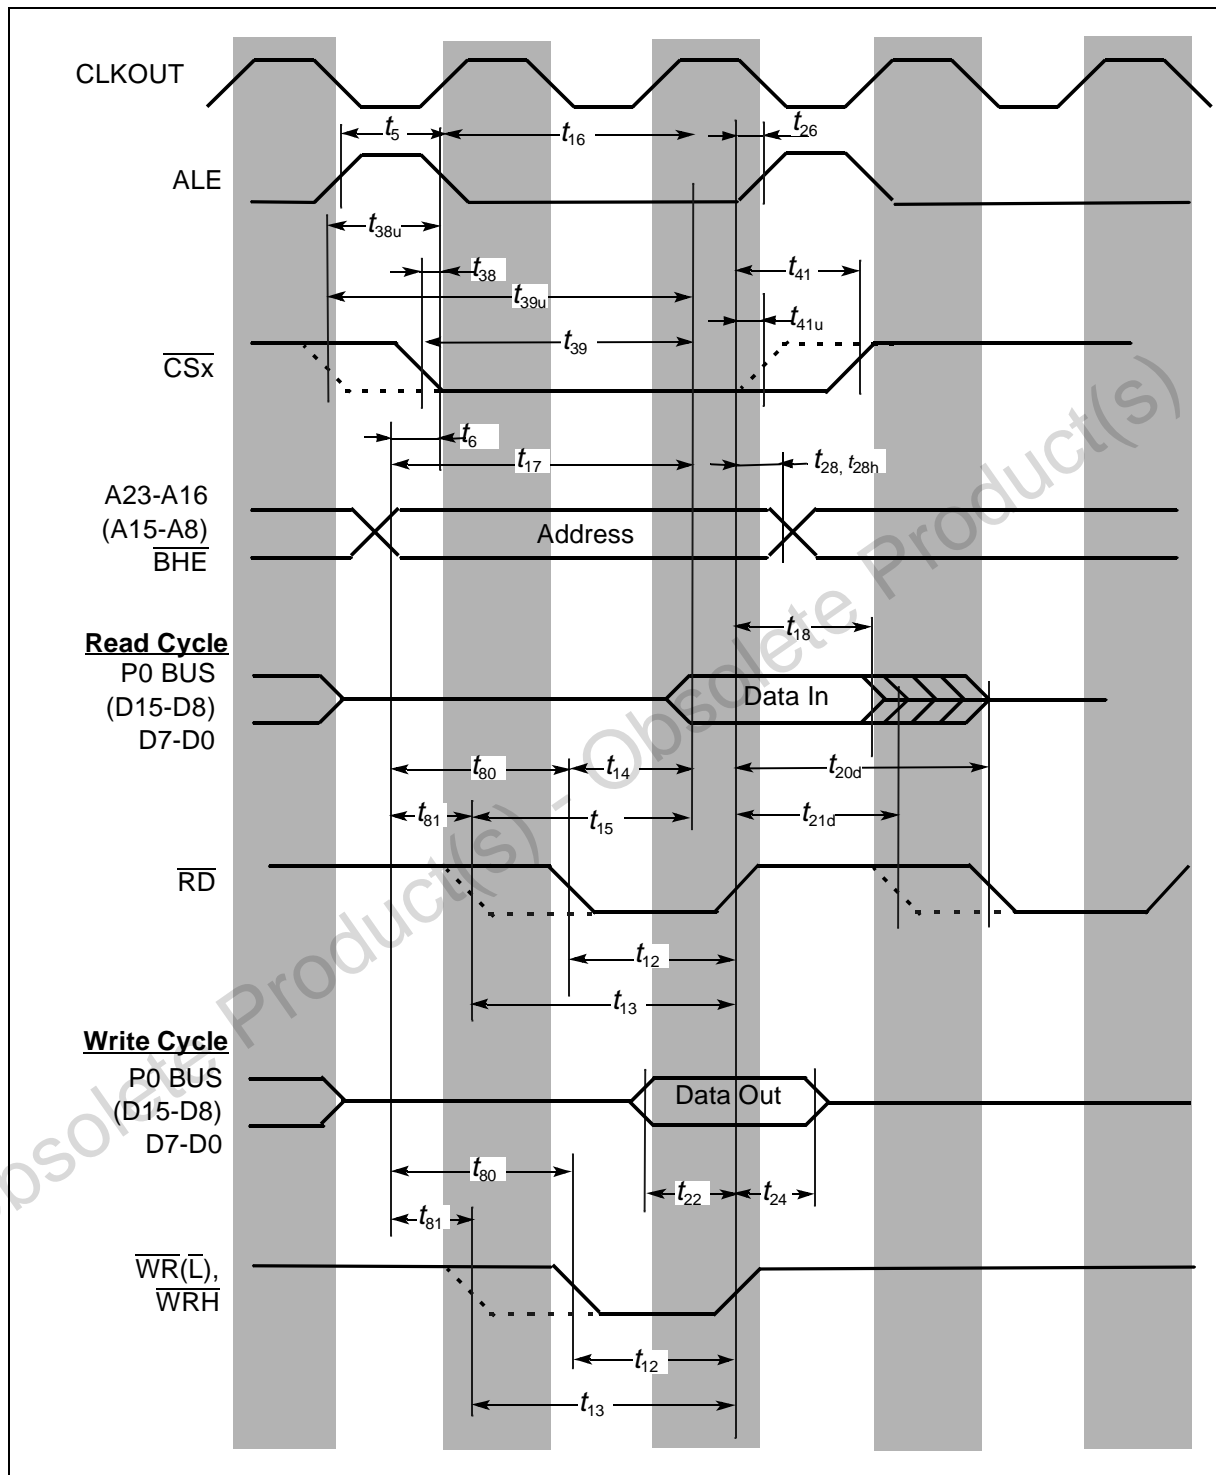 CLKOUT
t5
t16
t26
ALE
t38u
t38
t41
t39u
t41u
t39
CSx
t6
t17
t28, t28h
A23-A16
(A15-A8)
BHE
Address
t18
Read Cycle
P0 BUS
(D15-D8)
D7-D0
Data In
t80
t14
t20d
t81
t15
t21d
RD
t12
t13
Write Cycle
P0 BUS
(D15-D8)
D7-D0
Data Out
t80
t22
t24
t81
WR(L),
WRH
t12
t13
Obsolete Product(s) - Obsolete Product(s)